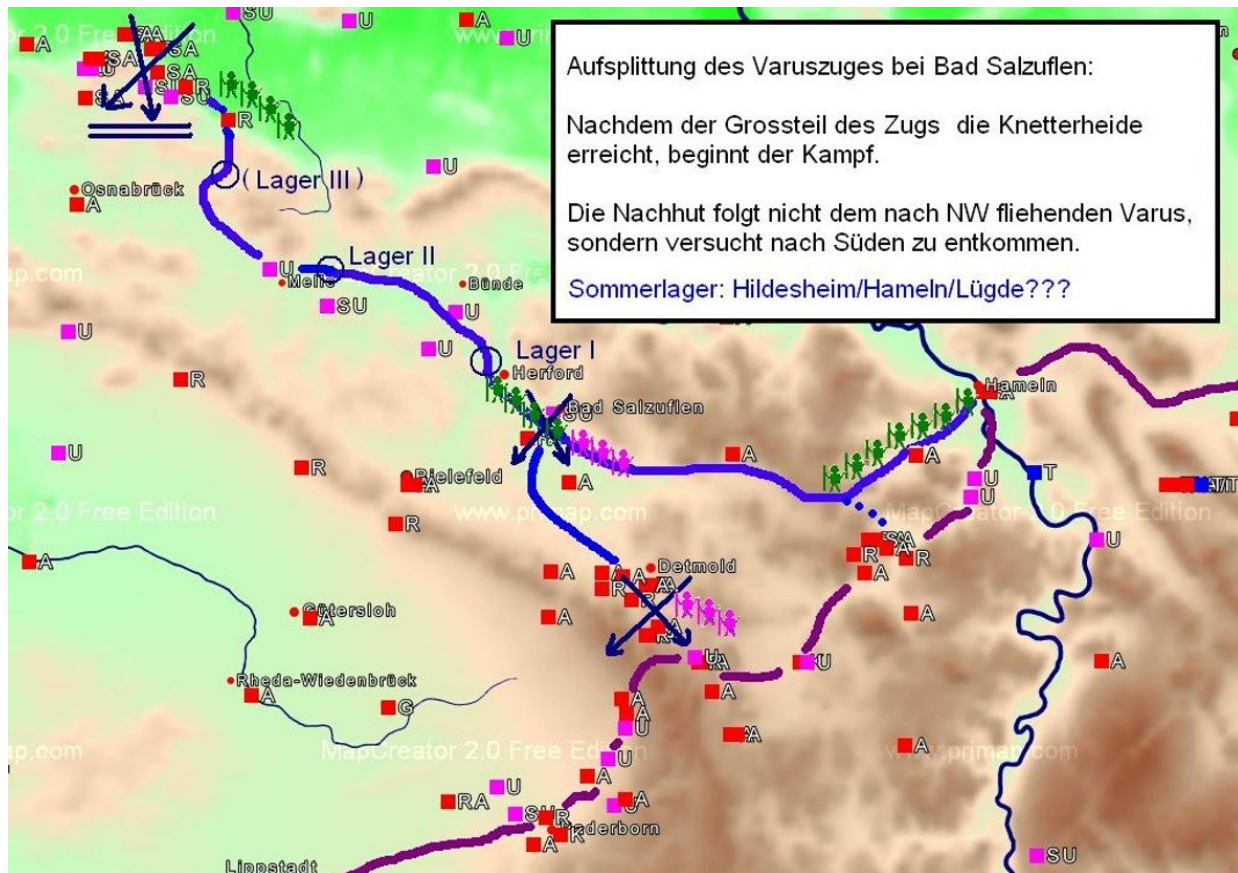 Aufsplittung des Varuszuges bei Bad Salzuflen:
Nachdem der Grossteil des Zugs die Knetterheide
erreicht, beginnt der Kampf.
Die Nachhut folgt nicht dem nach NW fliehenden Varus,
sondern versucht nach Süden zu entkommen.
Sommerlager: Hildesheim/Hameln/Lügde???
Osnabrück
(Lager III)
Lager II
Melle
Bünde
Lager I
Herford
Bad Salzuflen
Hameln
Bielefeld
Detmold
Gütersloh
Rheda-Wiedenbrück
Paderborn
Lippstadt
MapCreator 2.0 Free Edition
www.primap.com
U
SU
A
R
T
G
RA
K